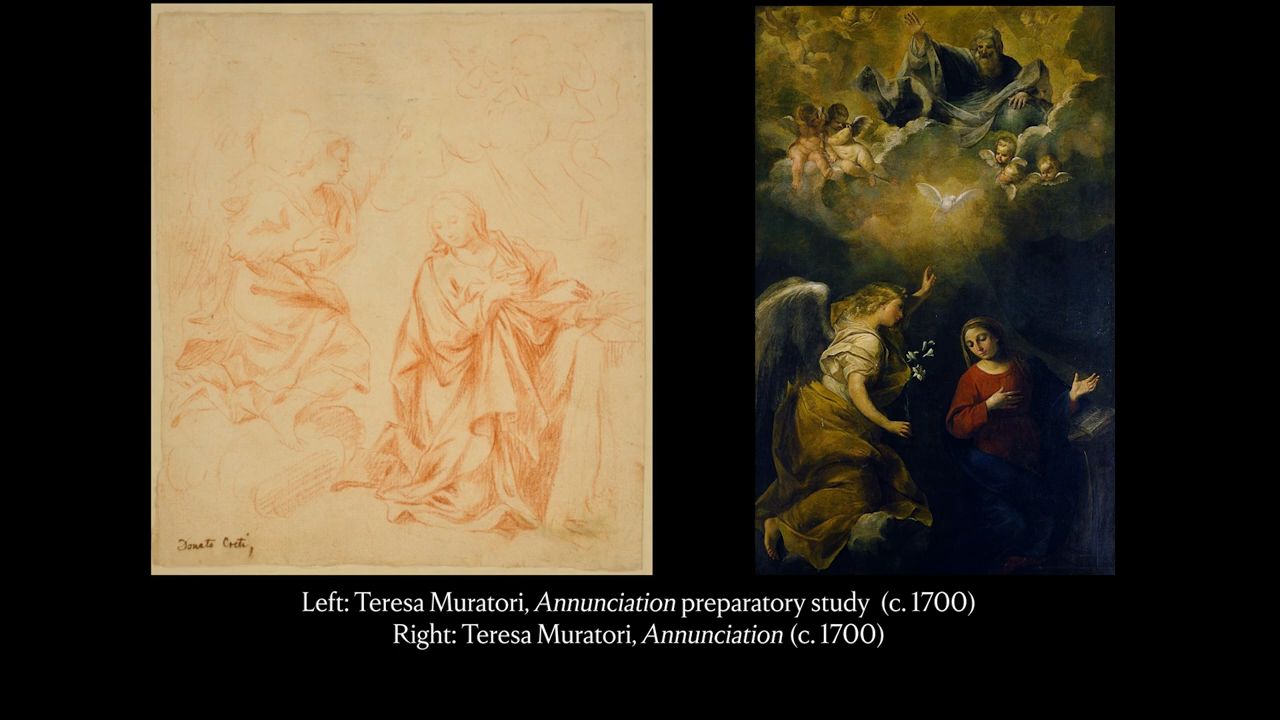 Donato Creti,
Left: Teresa Muratori, Annunciation preparatory study (c. 1700)
Right: Teresa Muratori, Annunciation (c. 1700)